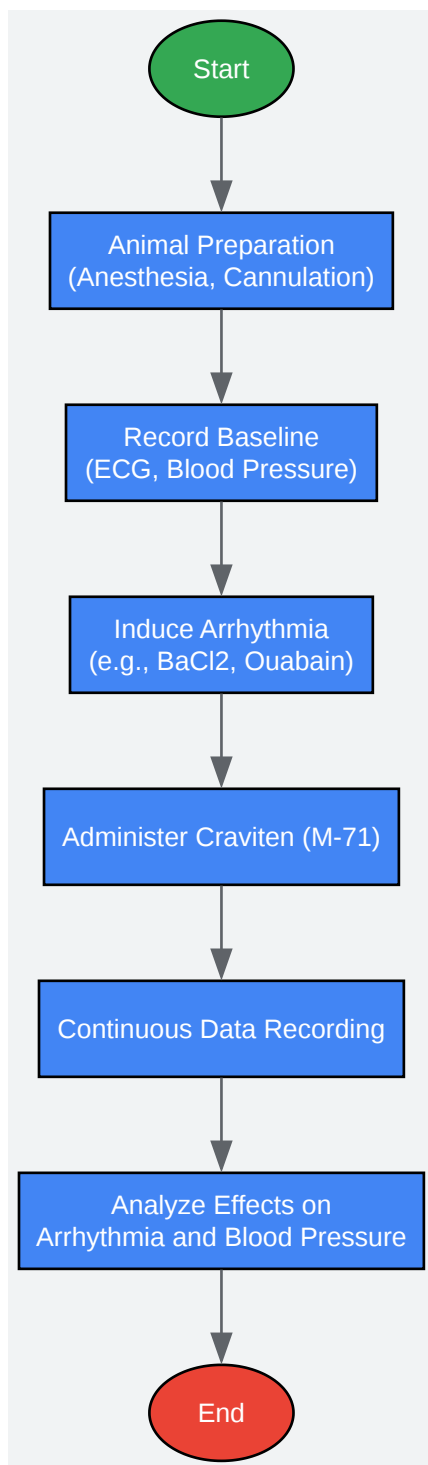 Start
Animal Preparation
(Anesthesia, Cannulation)
Record Baseline
(ECG, Blood Pressure)
Induce Arrhythmia
(e.g., BaCl2, Ouabain)
Administer Craviten (M-71)
Continuous Data Recording
Analyze Effects on
Arrhythmia and Blood Pressure
End